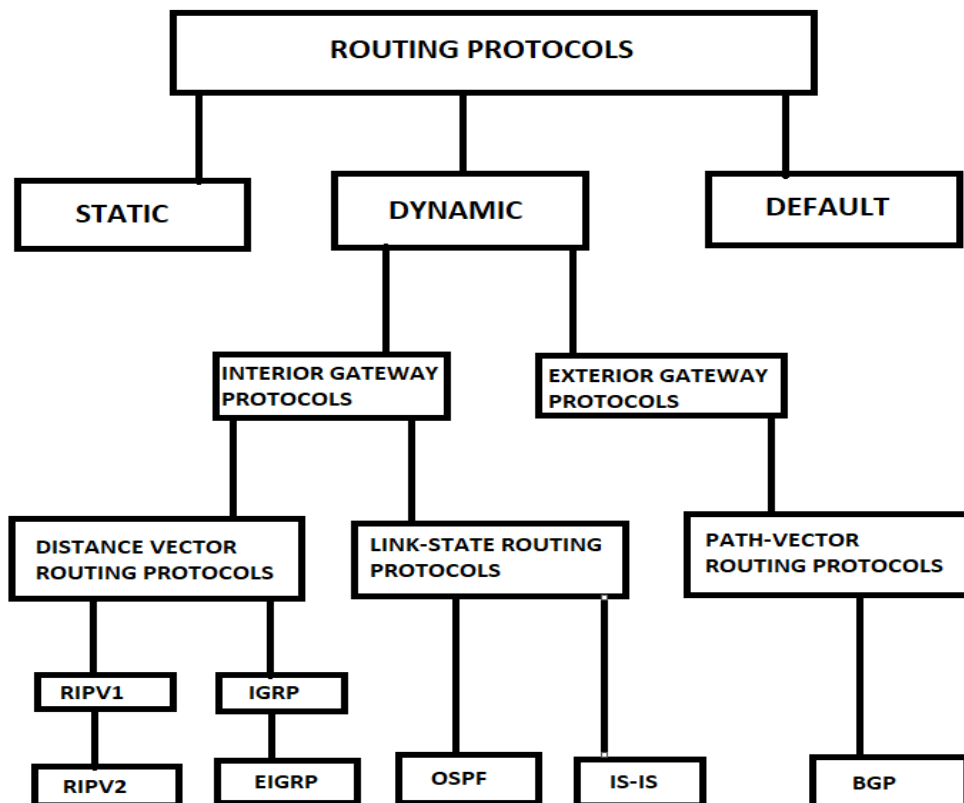 ROUTING PROTOCOLS
STATIC
DYNAMIC
DEFAULT
INTERIOR GATEWAY
PROTOCOLS
EXTERIOR GATEWAY
PROTOCOLS
DISTANCE VECTOR
ROUTING PROTOCOLS
LINK-STATE ROUTING
PROTOCOLS
PATH-VECTOR
ROUTING PROTOCOLS
RIPV1
IGRP
RIPV2
EIGRP
OSPF
IS-IS
BGP